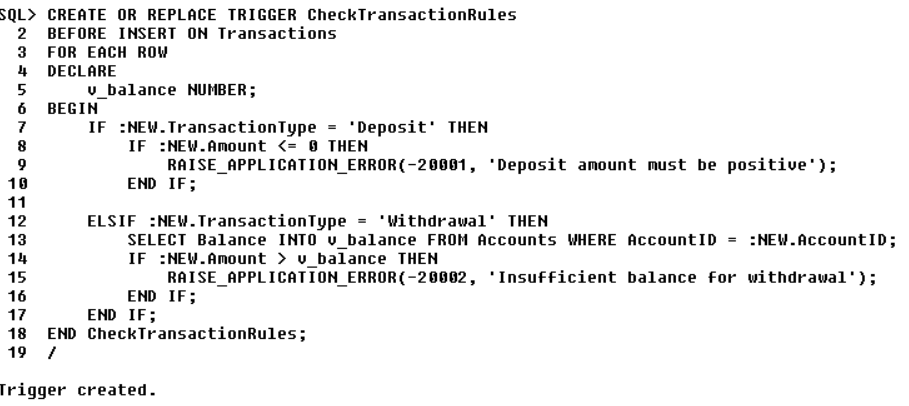 SQL> CREATE OR REPLACE TRIGGER CheckTransactionRules
  2  BEFORE INSERT ON Transactions
  3  FOR EACH ROW
  4  DECLARE
  5      v_balance NUMBER;
  6  BEGIN
  7      IF :NEW.TransactionType = 'Deposit' THEN
  8          IF :NEW.Amount <= 0 THEN
  9              RAISE_APPLICATION_ERROR(-20001, 'Deposit amount must be positive');
 10          END IF;
 11
 12      ELSIF :NEW.TransactionType = 'Withdrawal' THEN
 13          SELECT Balance INTO v_balance FROM Accounts WHERE AccountID = :NEW.AccountID;
 14          IF :NEW.Amount > v_balance THEN
 15              RAISE_APPLICATION_ERROR(-20002, 'Insufficient balance for withdrawal');
 16          END IF;
 17      END IF;
 18  END CheckTransactionRules;
 19  /
Trigger created.